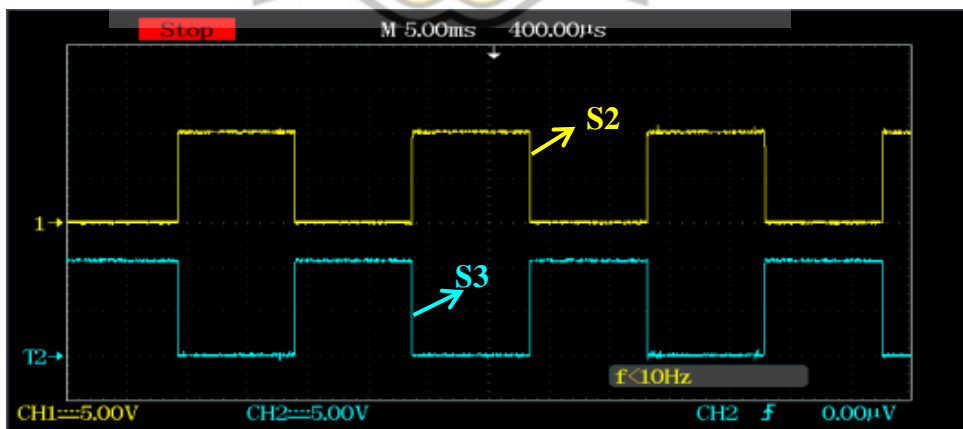 Stop M 5.00ms 400.00µs
S2
1
S3
T2
f<10Hz
CH1⎓5.00V CH2⎓5.00V CH2 0.00µV